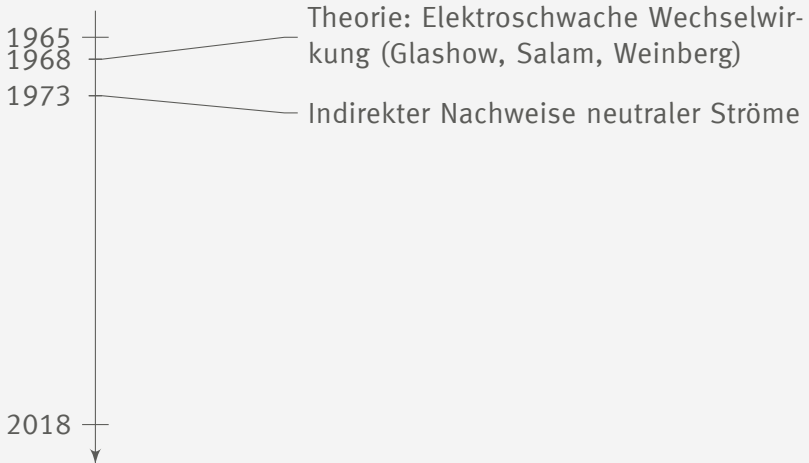 Theorie: Elektroschwache Wechselwir-
1965
1968
kung (Glashow, Salam, Weinberg)
1973
Indirekter Nachweise neutraler Ströme
2018